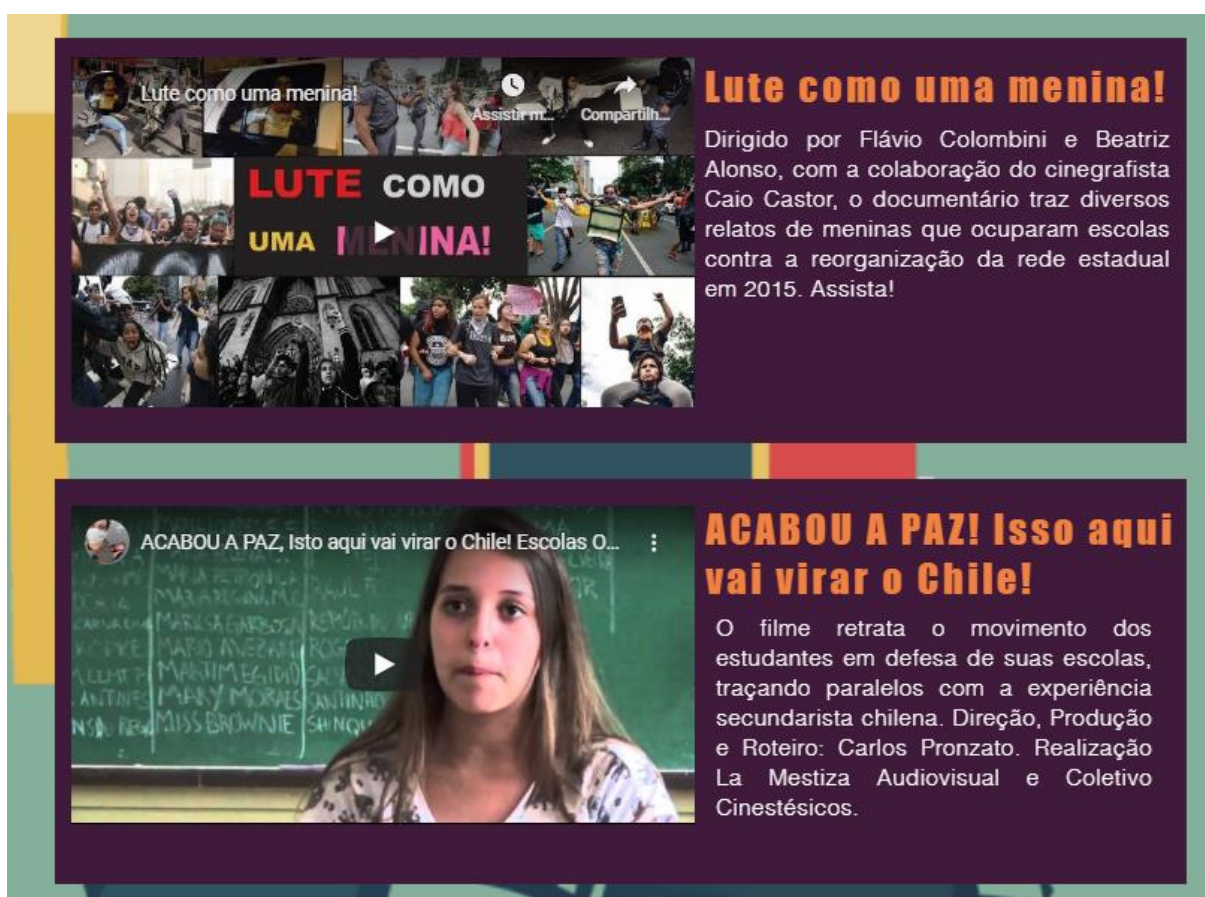 Lute como uma menina!
Assistir m...
Compartilh...
LUTE COMO
UMA MENINA!
Lute como uma menina!
Dirigido por Flávio Colombini e Beatriz
Alonso, com a colaboração do cinegrafista
Caio Castor, o documentário traz diversos
relatos de meninas que ocuparam escolas
contra a reorganização da rede estadual
em 2015. Assista!
ACABOU A PAZ, Isto aqui vai virar o Chile! Escolas O...
MARISA GARBOSA
MARTIM EGIDIO
MARY MORAES SANTINHO
MISS BROWNIE
ACABOU A PAZ! Isso aqui
vai virar o Chile!
O filme retrata o movimento dos
estudantes em defesa de suas escolas,
traçando paralelos com a experiência
secundarista chilena. Direção, Produção
e Roteiro: Carlos Pronzato. Realização
La Mestiza Audiovisual e Coletivo
Cinestésicos.